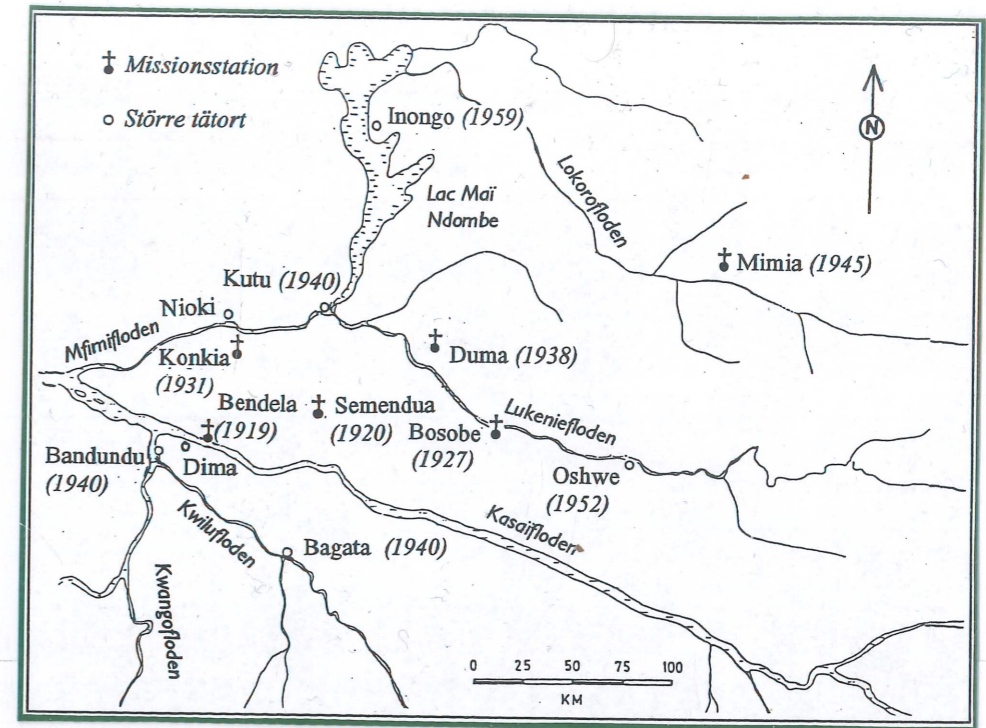 Missionsstation
Större tätort
N
Inongo (1959)
Lac Maï
Ndombe
Lokorofloden
Mimia (1945)
Kutu (1940)
Nioki
Mfimifloden
Konkia
(1931)
Duma (1938)
Bendela
(1919)
Semendua
(1920)
Bosobe
(1927)
Lukeniefloden
Bandundu
(1940)
Dima
Oshwe
(1952)
Kwilufloden
Kasaïfloden
Bagata (1940)
Kwangofloden
0 25 50 75 100
KM